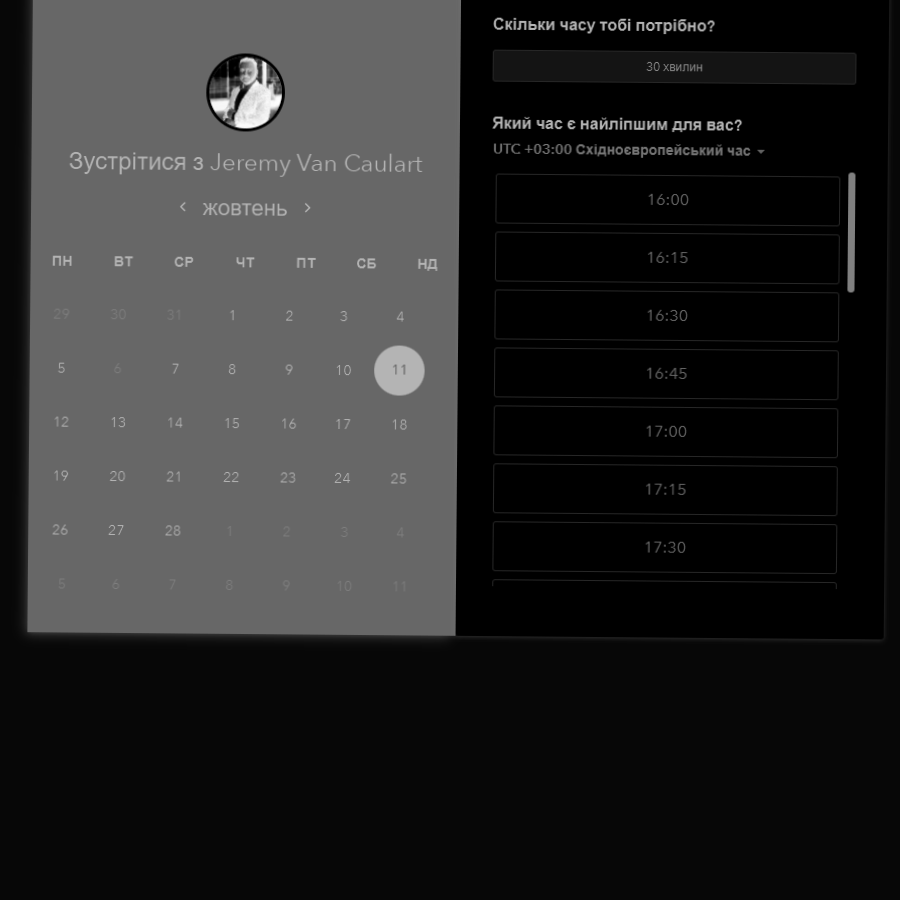 Зустрітися з Jeremy Van Caulart
жовтень
ПН ВТ СР ЧТ ПТ СБ НД
29 30 31 1 2 3 4
5 6 7 8 9 10 11
12 13 14 15 16 17 18
19 20 21 22 23 24 25
26 27 28 1 2 3 4
5 6 7 8 9 10 11
Скільки часу тобі потрібно?
30 хвилин
Який час є найліпшим для вас?
UTC +03:00 Східноєвропейський час
16:00
16:15
16:30
16:45
17:00
17:15
17:30